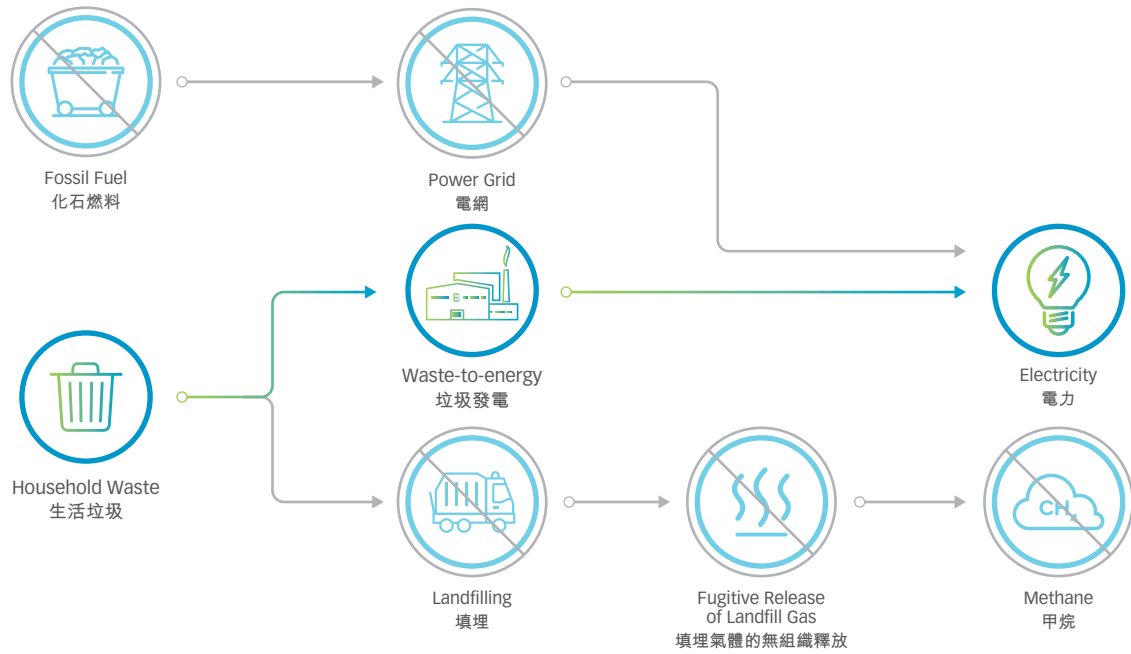 Fossil Fuel
化石燃料
Power Grid
電網
Waste-to-energy
垃圾發電
Electricity
電力
Household Waste
生活垃圾
CH4
Landfilling
填埋
Fugitive Release
of Landfill Gas
填埋氣體的無組織釋放
Methane
甲烷